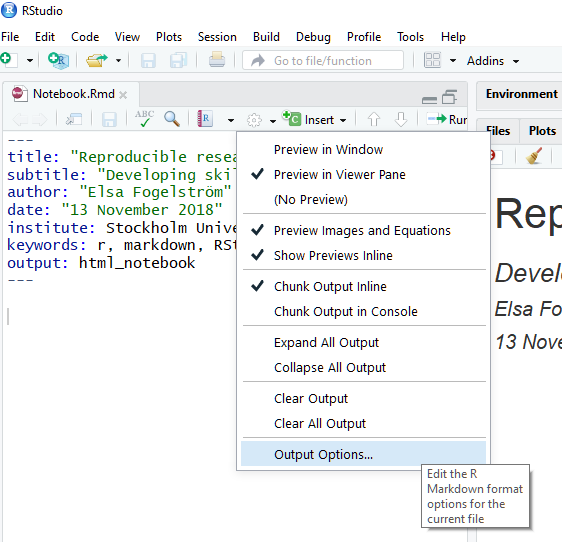 RStudio
File Edit Code View Plots Session Build Debug Profile Tools Help
Go to file/function
Addins
Notebook.Rmd
Environment
ABC
Insert
Run
Files Plots
---
title: "Reproducible resea
subtitle: "Developing skil
author: "Elsa Fogelström"
date: "13 November 2018"
institute: Stockholm Unive
keywords: r, markdown, RSt
output: html_notebook
---
Preview in Window
Preview in Viewer Pane
(No Preview)
Preview Images and Equations
Show Previews Inline
Chunk Output Inline
Chunk Output in Console
Expand All Output
Collapse All Output
Clear Output
Clear All Output
Output Options...
Edit the R
Markdown format
options for the
current file
Rep
Develo
Elsa Fo
13 Nove